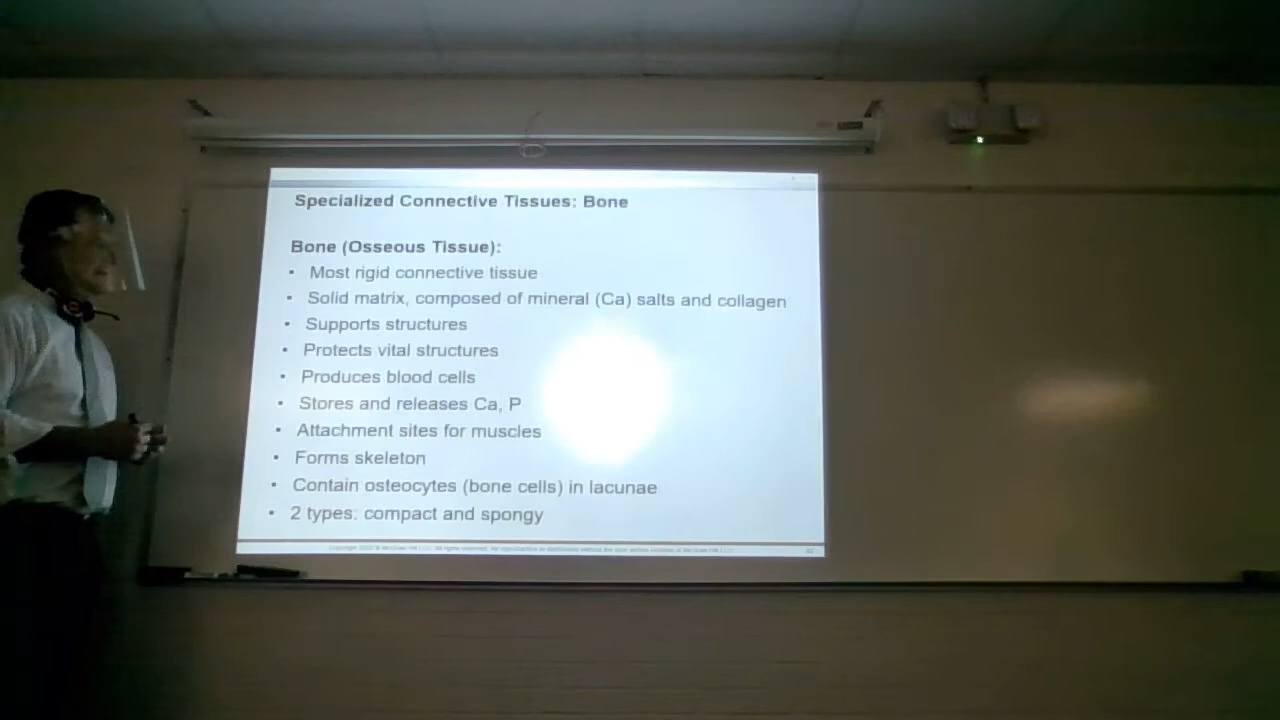 Specialized Connective Tissues: Bone
Bone (Osseous Tissue):
• Most rigid connective tissue
• Solid matrix, composed of mineral (Ca) salts and collagen
• Supports structures
• Protects vital structures
• Produces blood cells
• Stores and releases Ca, P
• Attachment sites for muscles
• Forms skeleton
• Contain osteocytes (bone cells) in lacunae
• 2 types: compact and spongy